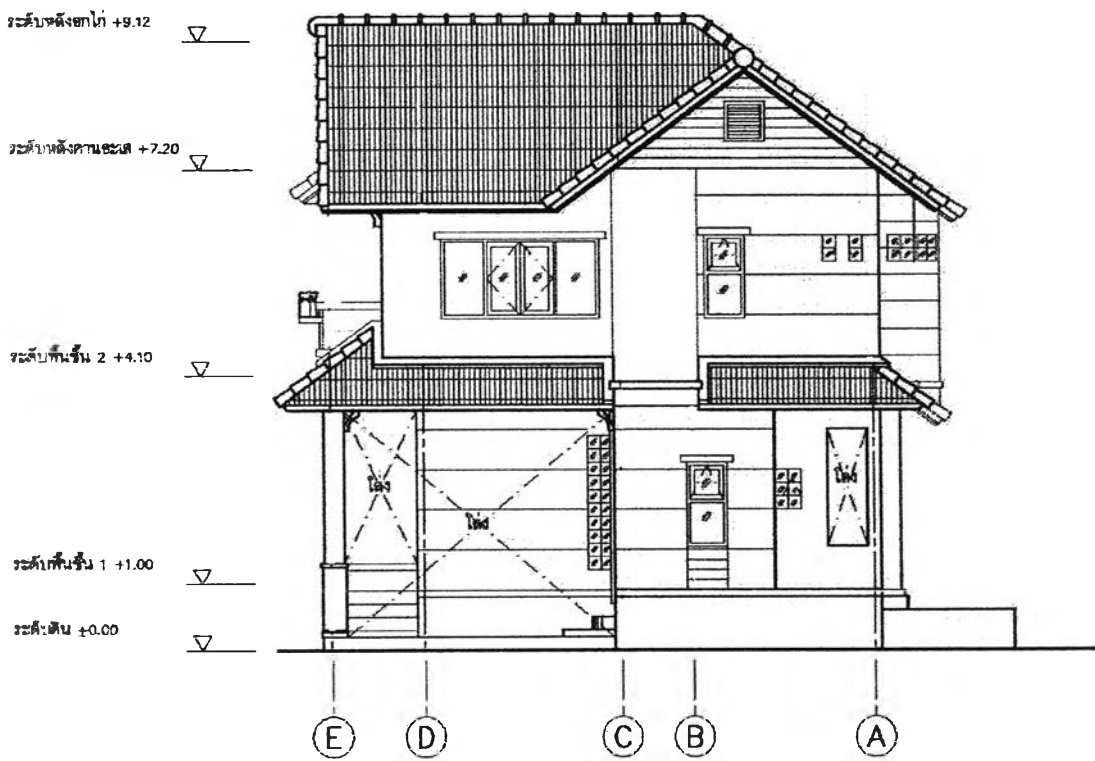 ระดับหลังอกไก่ +9.12
ระดับหลังคานอะเส +7.20
ระดับพื้นชั้น 2 +4.10
โล่ง
โล่ง
โล่ง
ระดับพื้นชั้น 1 +1.00
ระดับดิน ±0.00
E D C B A